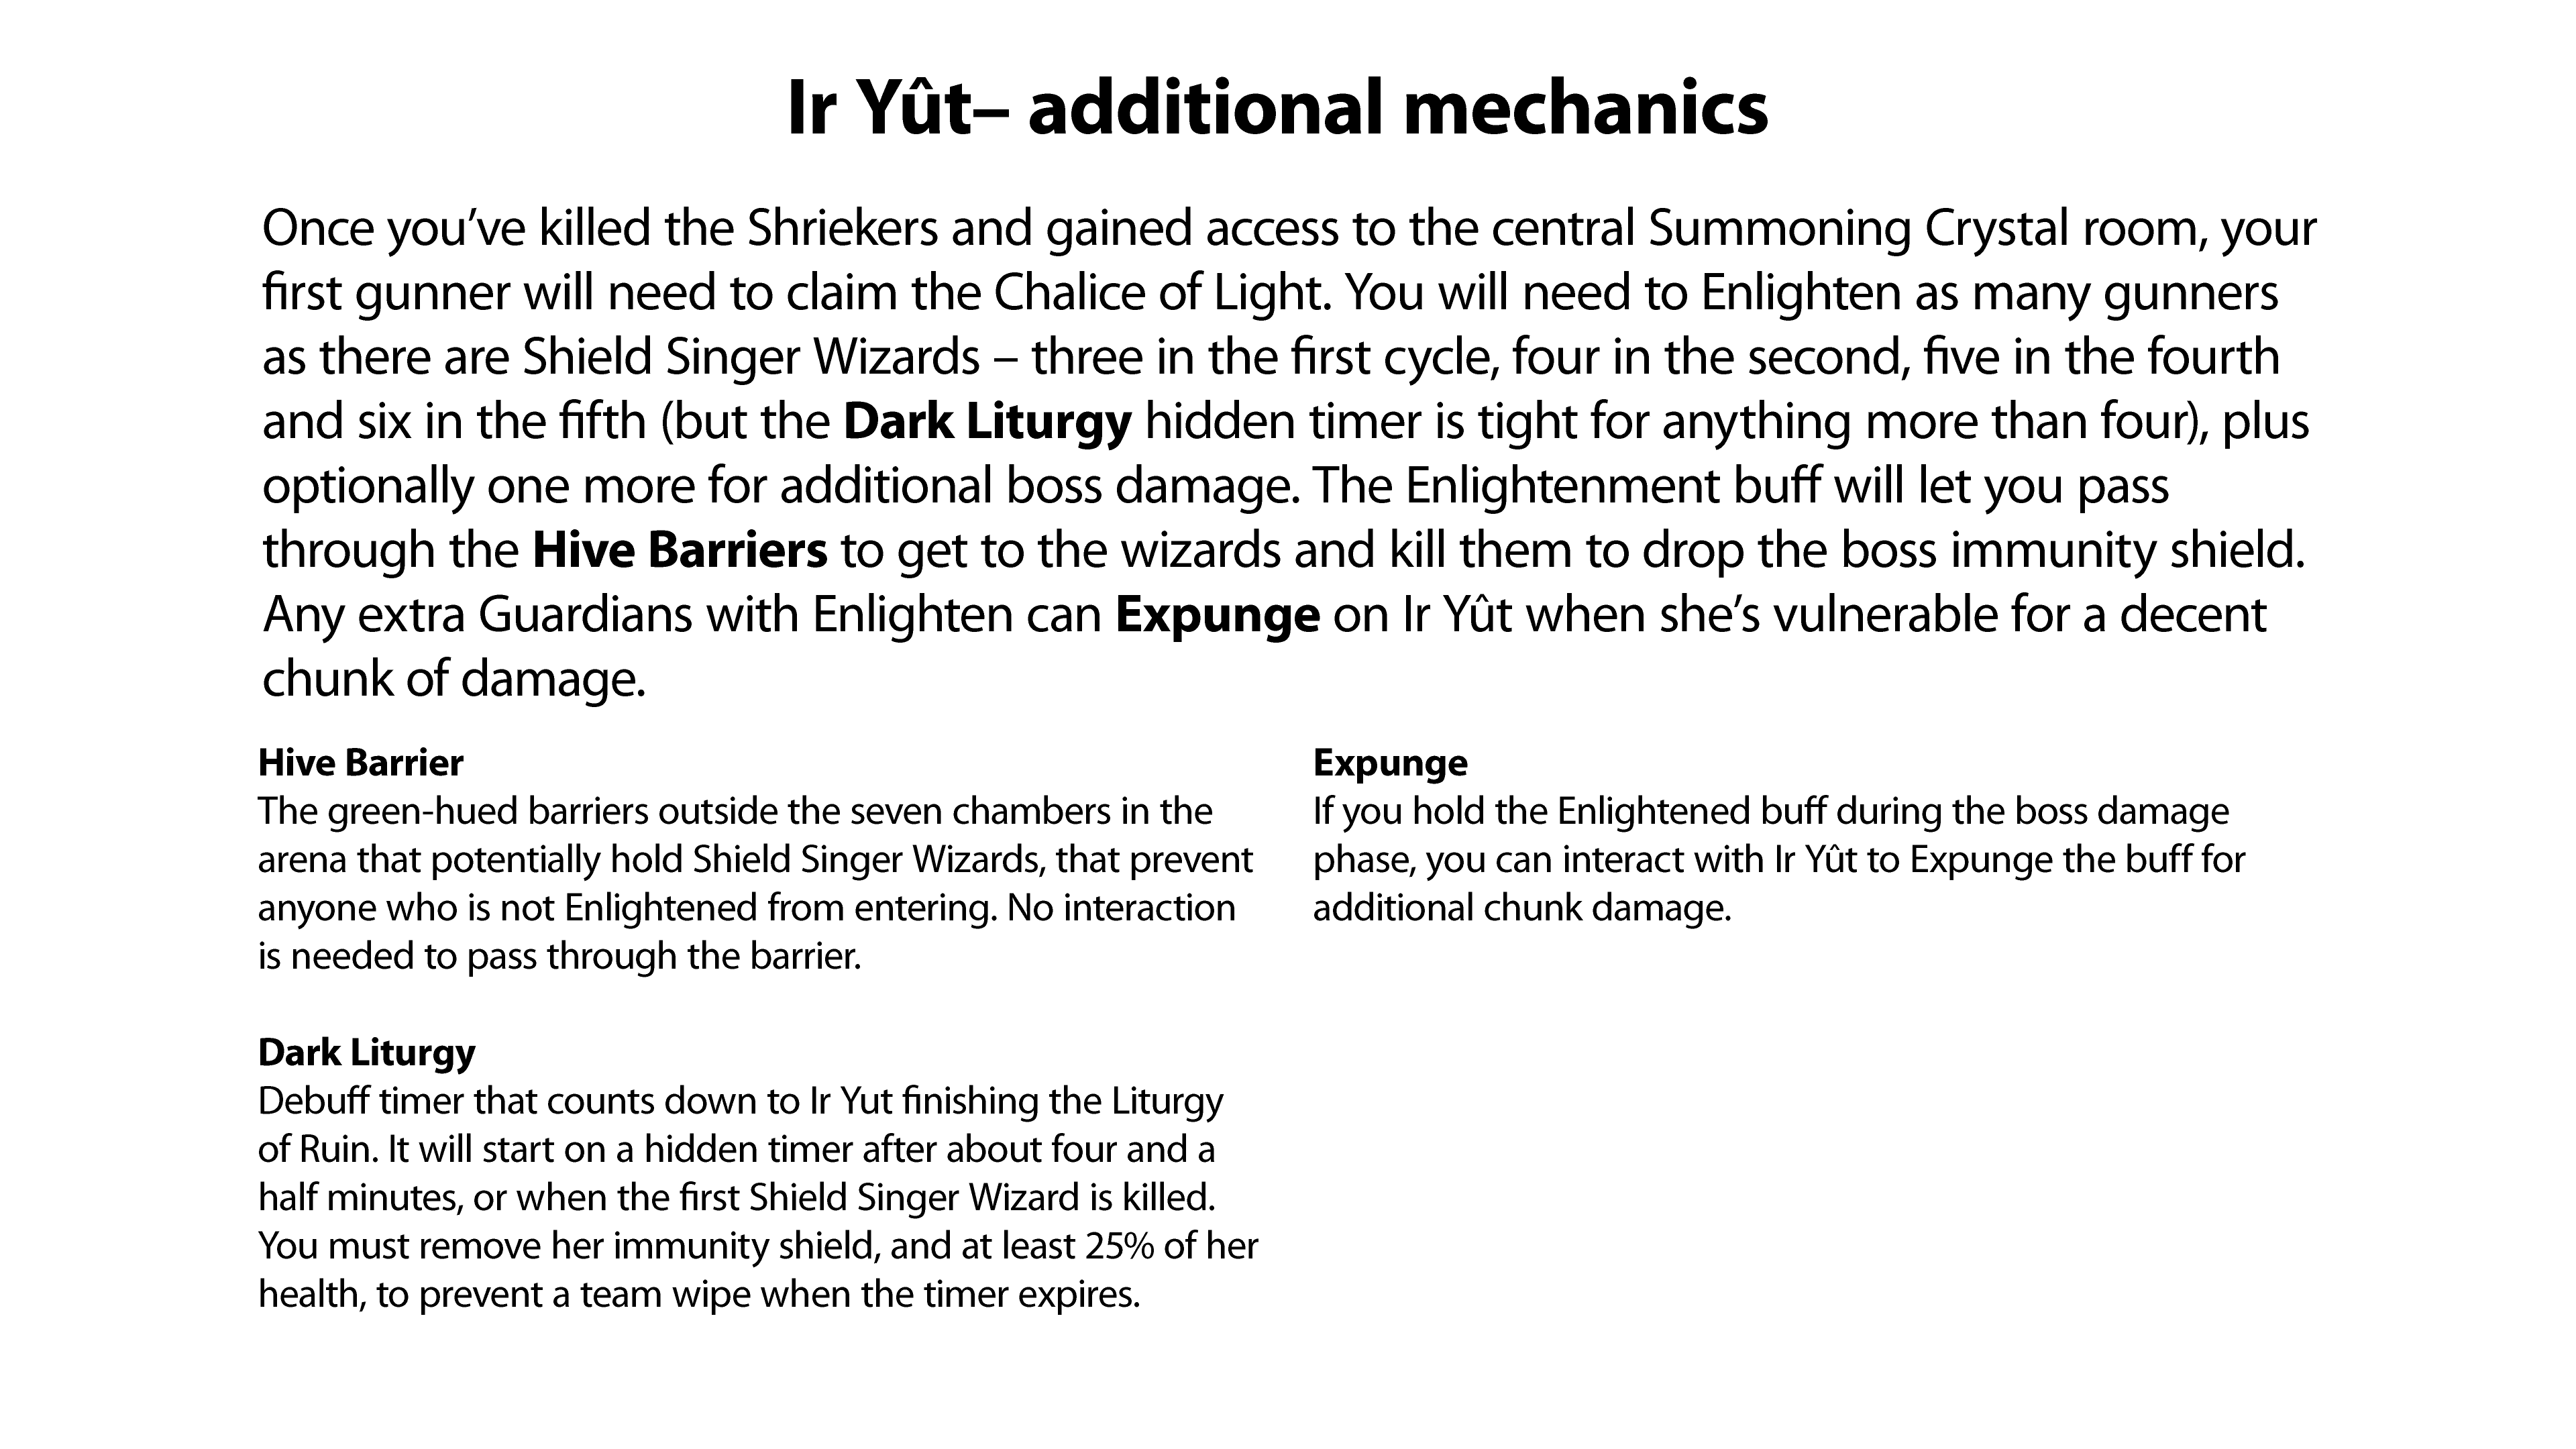 Ir Yût– additional mechanics
Once you’ve killed the Shriekers and gained access to the central Summoning Crystal room, your
first gunner will need to claim the Chalice of Light. You will need to Enlighten as many gunners
as there are Shield Singer Wizards – three in the first cycle, four in the second, five in the fourth
and six in the fifth (but the Dark Liturgy hidden timer is tight for anything more than four), plus
optionally one more for additional boss damage. The Enlightenment buff will let you pass
through the Hive Barriers to get to the wizards and kill them to drop the boss immunity shield.
Any extra Guardians with Enlighten can Expunge on Ir Yût when she’s vulnerable for a decent
chunk of damage.
Hive Barrier
The green-hued barriers outside the seven chambers in the
arena that potentially hold Shield Singer Wizards, that prevent
anyone who is not Enlightened from entering. No interaction
is needed to pass through the barrier.
Dark Liturgy
Debuff timer that counts down to Ir Yut finishing the Liturgy
of Ruin. It will start on a hidden timer after about four and a
half minutes, or when the first Shield Singer Wizard is killed.
You must remove her immunity shield, and at least 25% of her
health, to prevent a team wipe when the timer expires.
Expunge
If you hold the Enlightened buff during the boss damage
phase, you can interact with Ir Yût to Expunge the buff for
additional chunk damage.